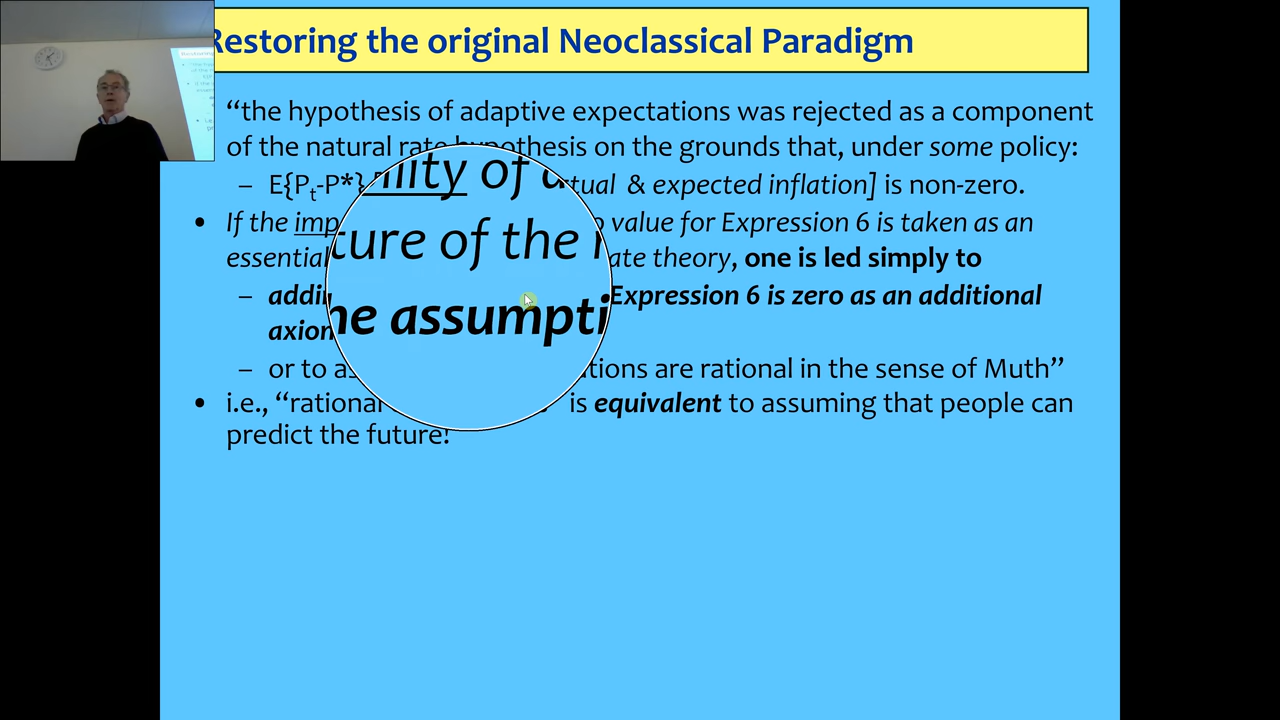 Restoring the original Neoclassical Paradigm
“the hypothesis of adaptive expectations was rejected as a component
of the natural rate hypothesis on the grounds that, under some policy:
– E{Pt-P*} tual & expected inflation] is non-zero.
• If the imp value for Expression 6 is taken as an
essential ate theory, one is led simply to
– addin Expression 6 is zero as an additional
axiom
– or to as tations are rational in the sense of Muth”
• i.e., “rational ” is equivalent to assuming that people can
predict the future!
ility of a
ture of the r
he assumpti